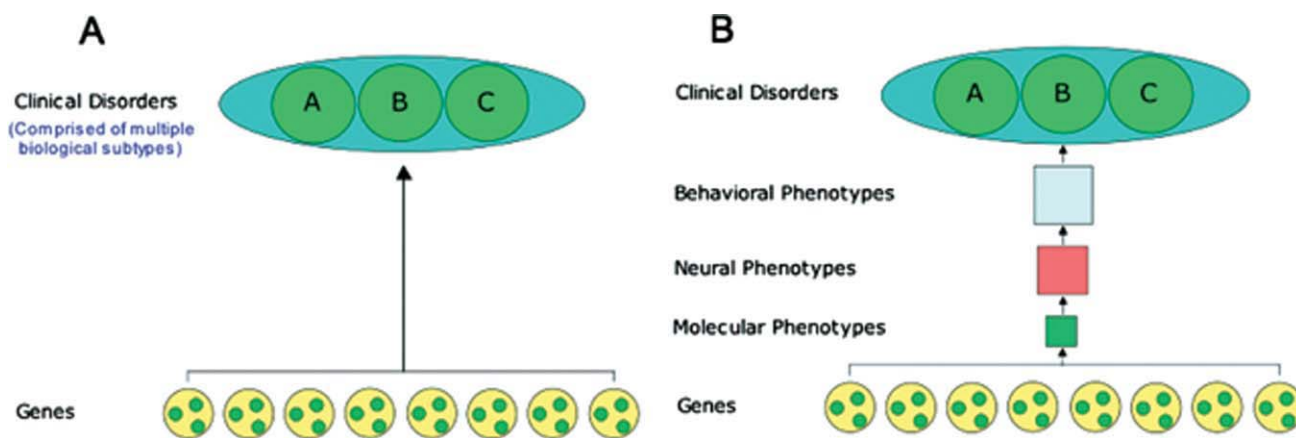 A
Clinical Disorders
(Comprised of multiple
biological subtypes)
A B C
Genes
B
Clinical Disorders
A B C
Behavioral Phenotypes
Neural Phenotypes
Molecular Phenotypes
Genes